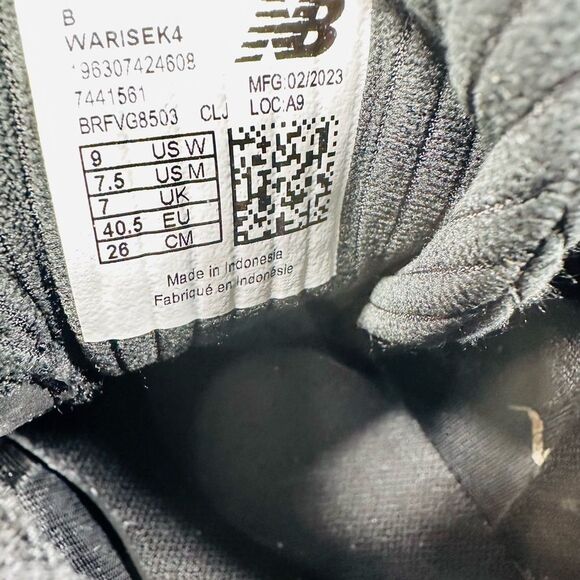 B
NB
WARISEK4
196307424608
7441561
MFG:02/2023
BRFVG8503 CLJ
LOC:A9
9 US W
7.5 US M
7 UK
40.5 EU
26 CM
Made in Indonesia
Fabriqué en Indonésie